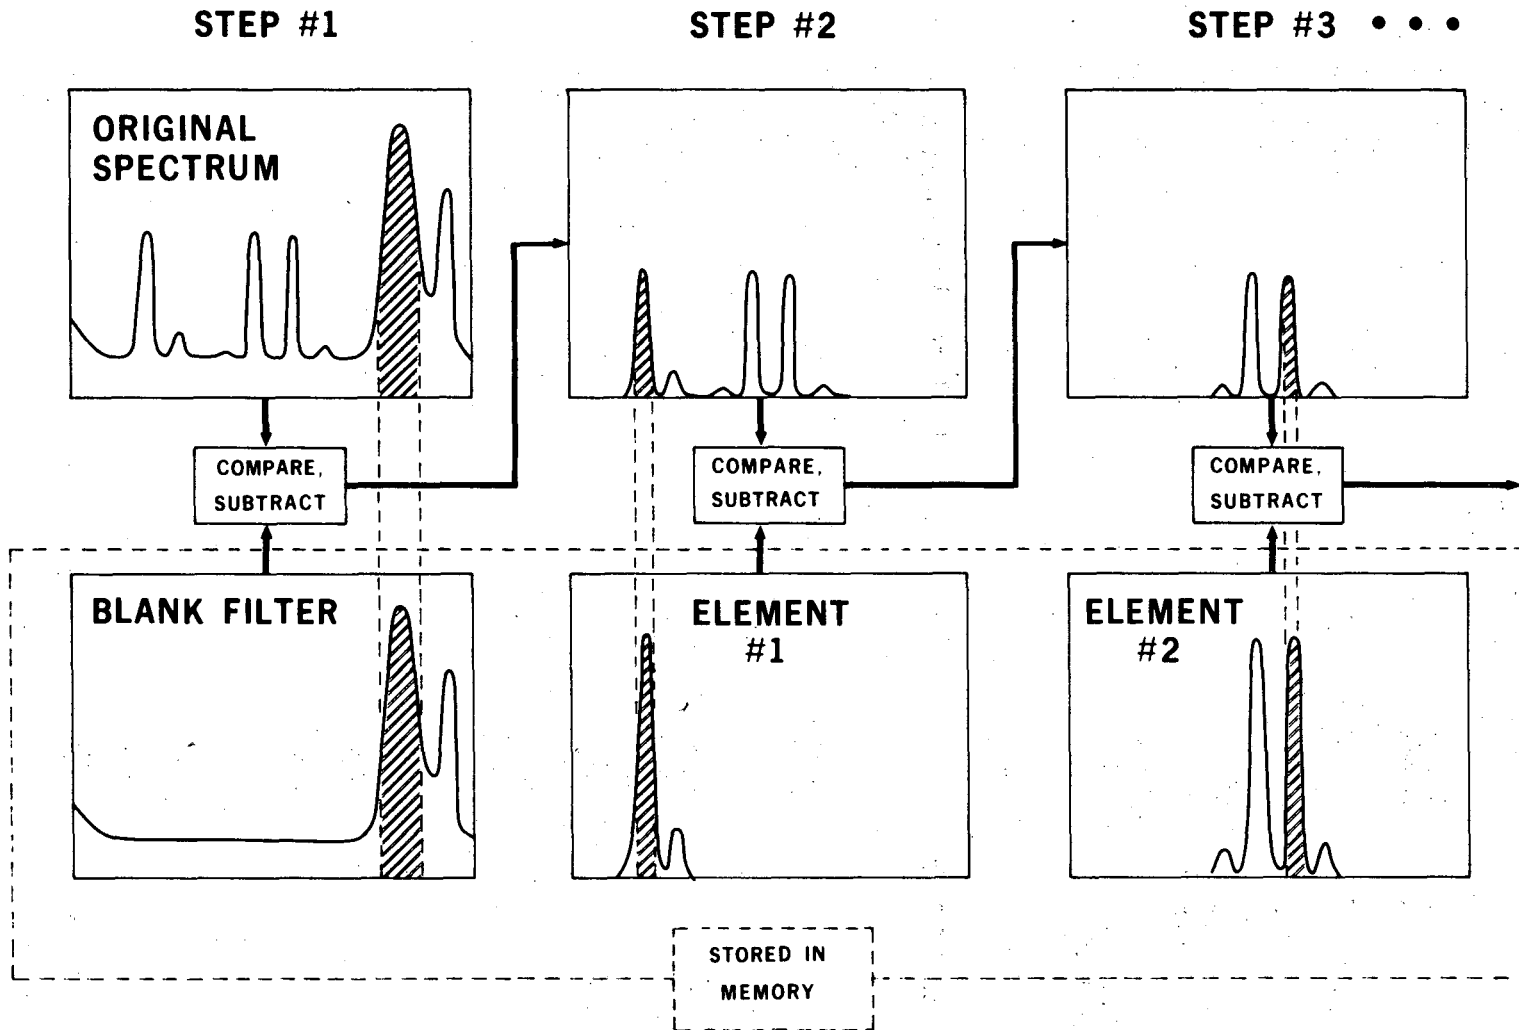 STEP #1
STEP #2
STEP #3 • • •
ORIGINAL
SPECTRUM
COMPARE,
SUBTRACT
COMPARE,
SUBTRACT
COMPARE,
SUBTRACT
BLANK FILTER
ELEMENT
#1
ELEMENT
#2
STORED IN
MEMORY